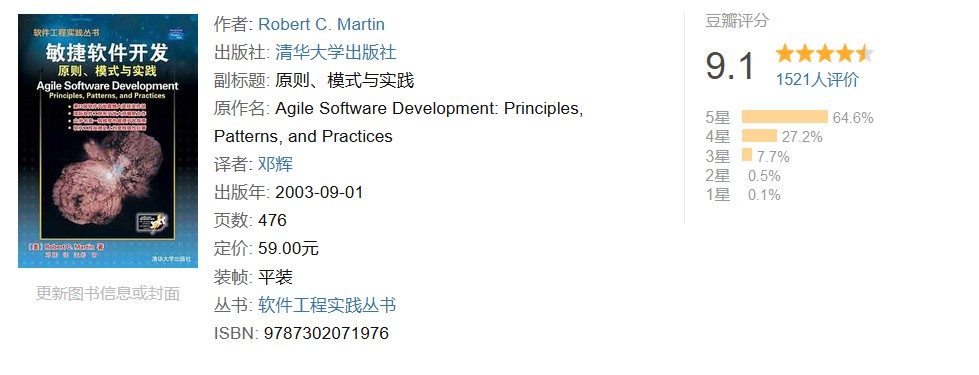 软件工程实践丛书
敏捷软件开发
原则、模式与实践
Agile Software Development
Principles, Patterns, and Practices
[美] Robert C. Martin 著
清华大学出版社
更新图书信息或封面
作者: Robert C. Martin
出版社: 清华大学出版社
副标题: 原则、模式与实践
原作名: Agile Software Development: Principles,
Patterns, and Practices
译者: 邓辉
出版年: 2003-09-01
页数: 476
定价: 59.00元
装帧: 平装
丛书: 软件工程实践丛书
ISBN: 9787302071976
豆瓣评分
9.1
1521人评价
5星 64.6%
4星 27.2%
3星 7.7%
2星 0.5%
1星 0.1%